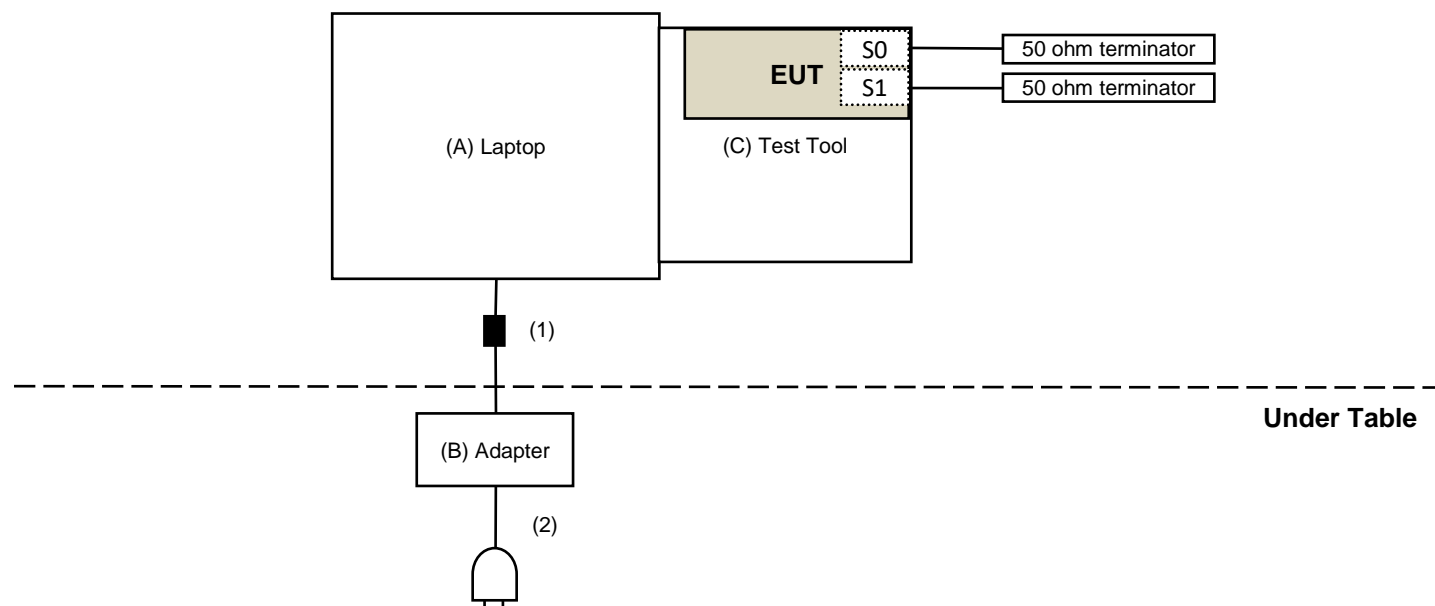 S0
50 ohm terminator
EUT
S1
50 ohm terminator
(A) Laptop
(C) Test Tool
(1)
Under Table
(B) Adapter
(2)